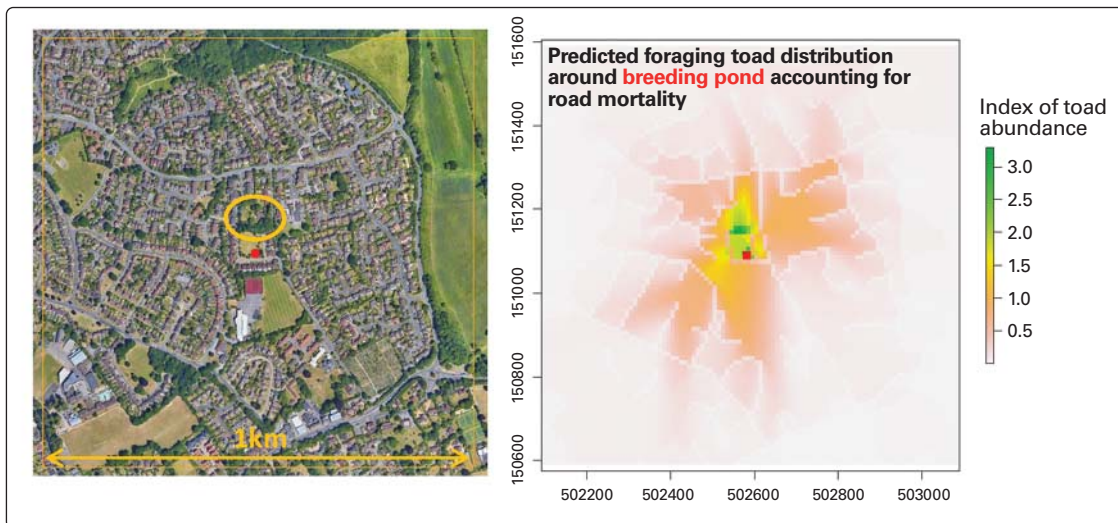 1km
Predicted foraging toad distribution
around breeding pond accounting for
road mortality
151600
151400
151200
151000
150800
150600
502200 502400 502600 502800 503000
Index of toad
abundance
3.0
2.5
2.0
1.5
1.0
0.5